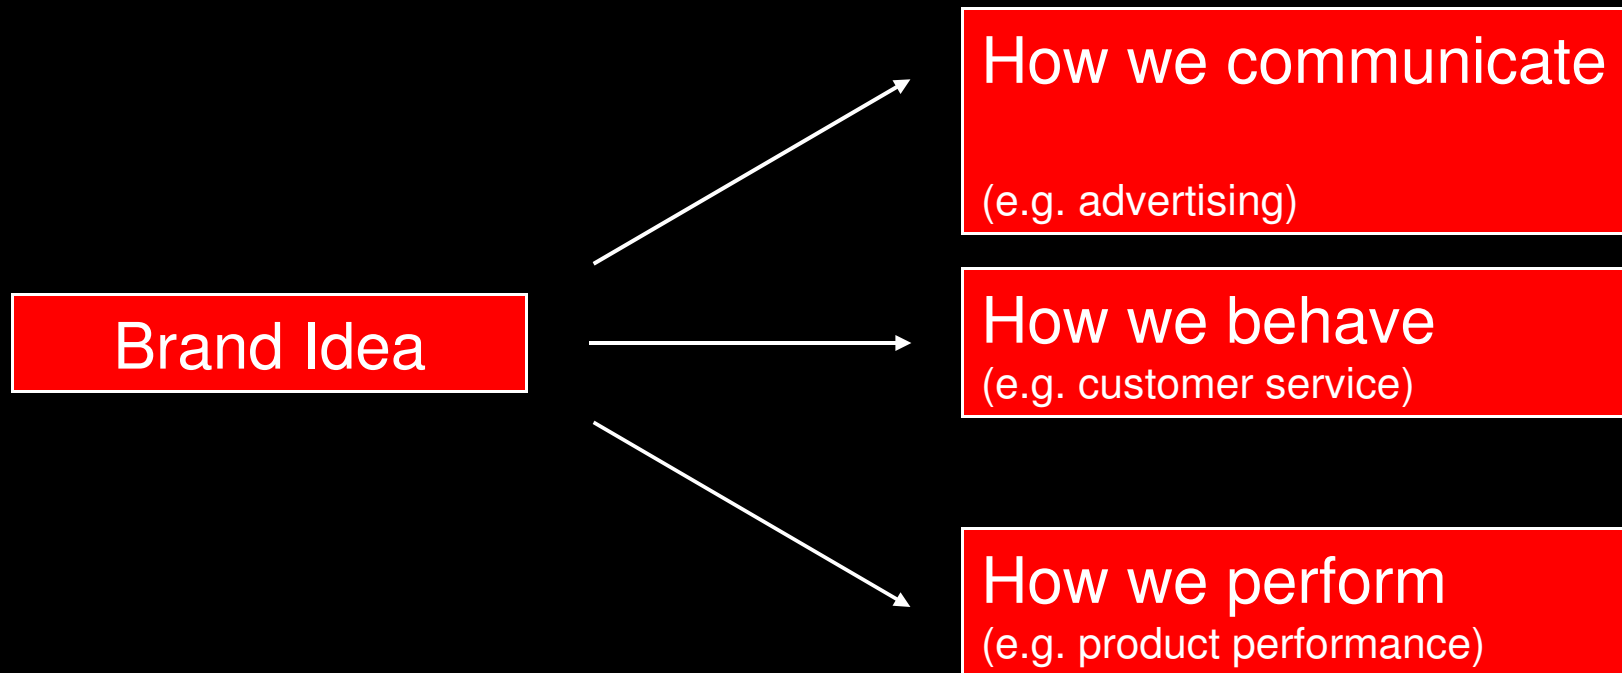 How we communicate
(e.g. advertising)
Brand Idea
How we behave
(e.g. customer service)
How we perform
(e.g. product performance)